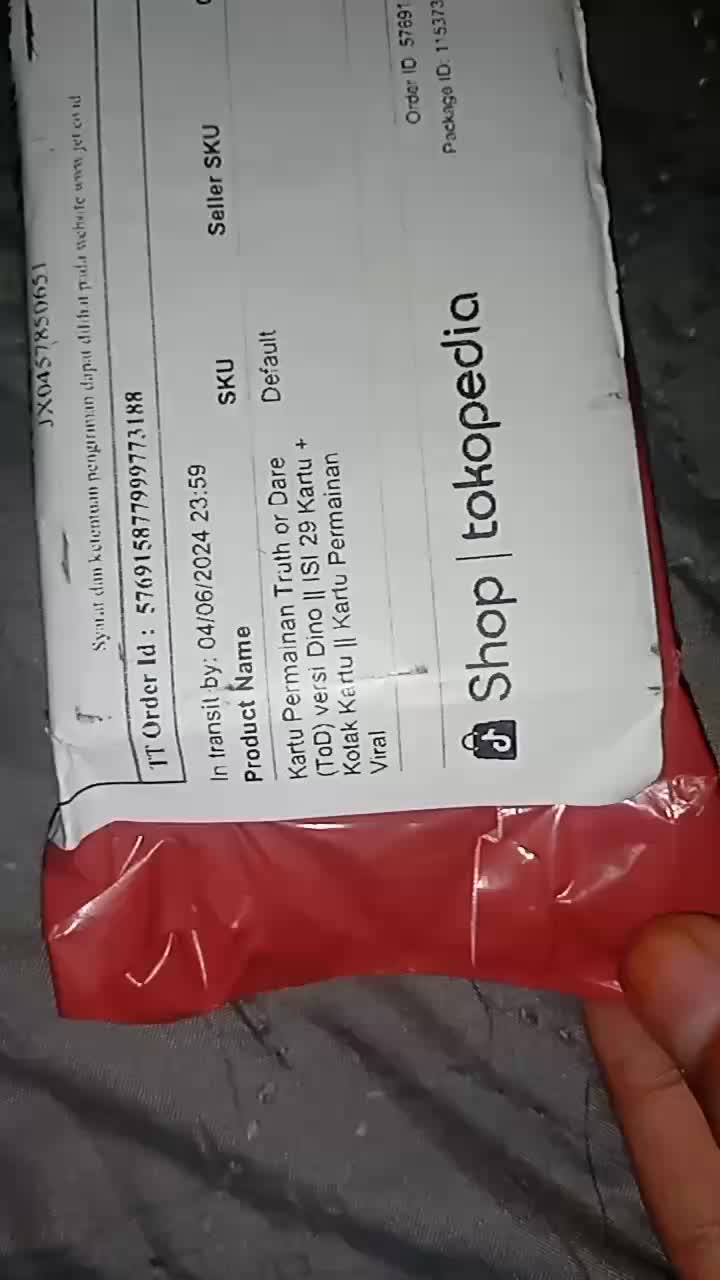 JX0457850651
Syarat dan ketentuan pengiriman dapat dilihat pada website www.jet.co.id
TT Order Id : 576915877999773188
In transit by: 04/06/2024 23:59
Product Name SKU Seller SKU
Kartu Permainan Truth or Dare Default
(ToD) versi Dino || ISI 29 Kartu +
Kotak Kartu || Kartu Permainan
Viral
Order ID 57691
Package ID: 115373
Shop | tokopedia